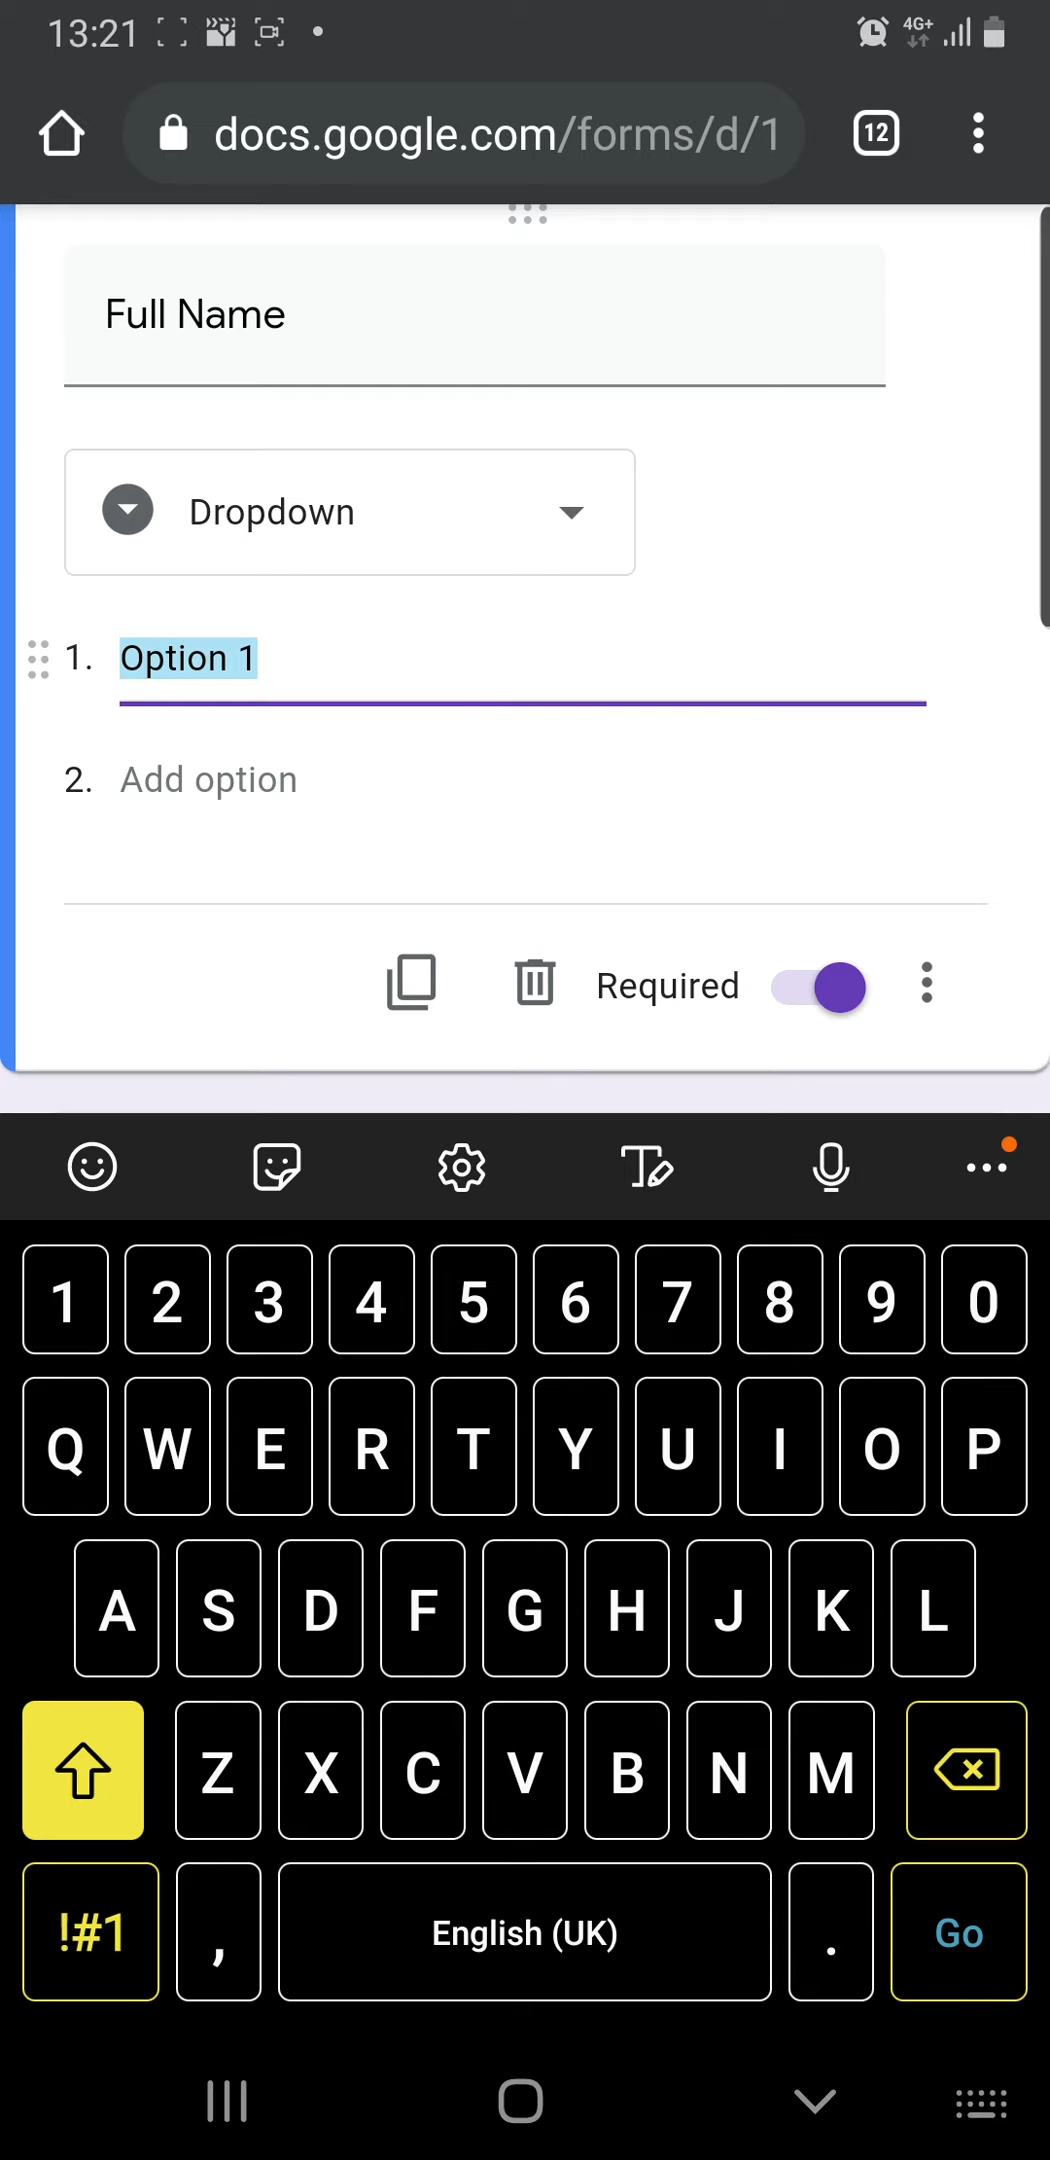 13:21 4G+
docs.google.com/forms/d/1 12
Full Name
Dropdown
1. Option 1
2. Add option
Required
1 2 3 4 5 6 7 8 9 0
Q W E R T Y U I O P
A S D F G H J K L
Z X C V B N M
!#1 , English (UK) . Go